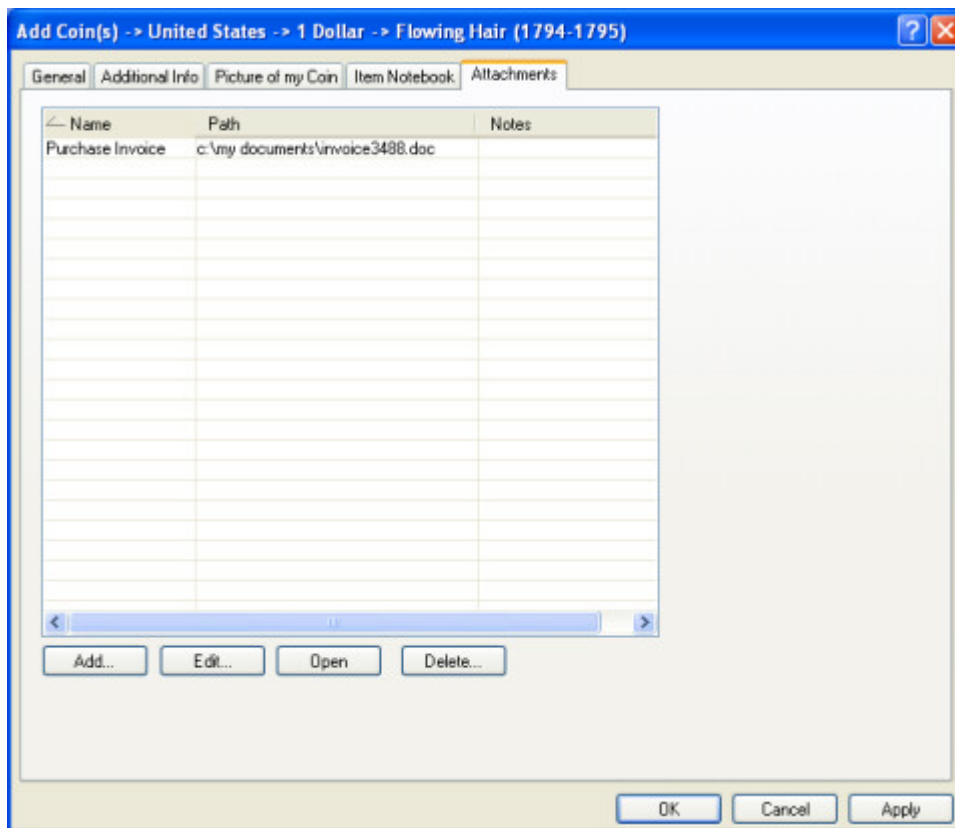 Add Coin(s) -> United States -> 1 Dollar -> Flowing Hair (1794-1795)
General Additional Info Picture of my Coin Item Notebook Attachments
Name Path Notes
Purchase Invoice c:\my documents\invoice3488.doc
Add... Edit... Open Delete...
OK Cancel Apply